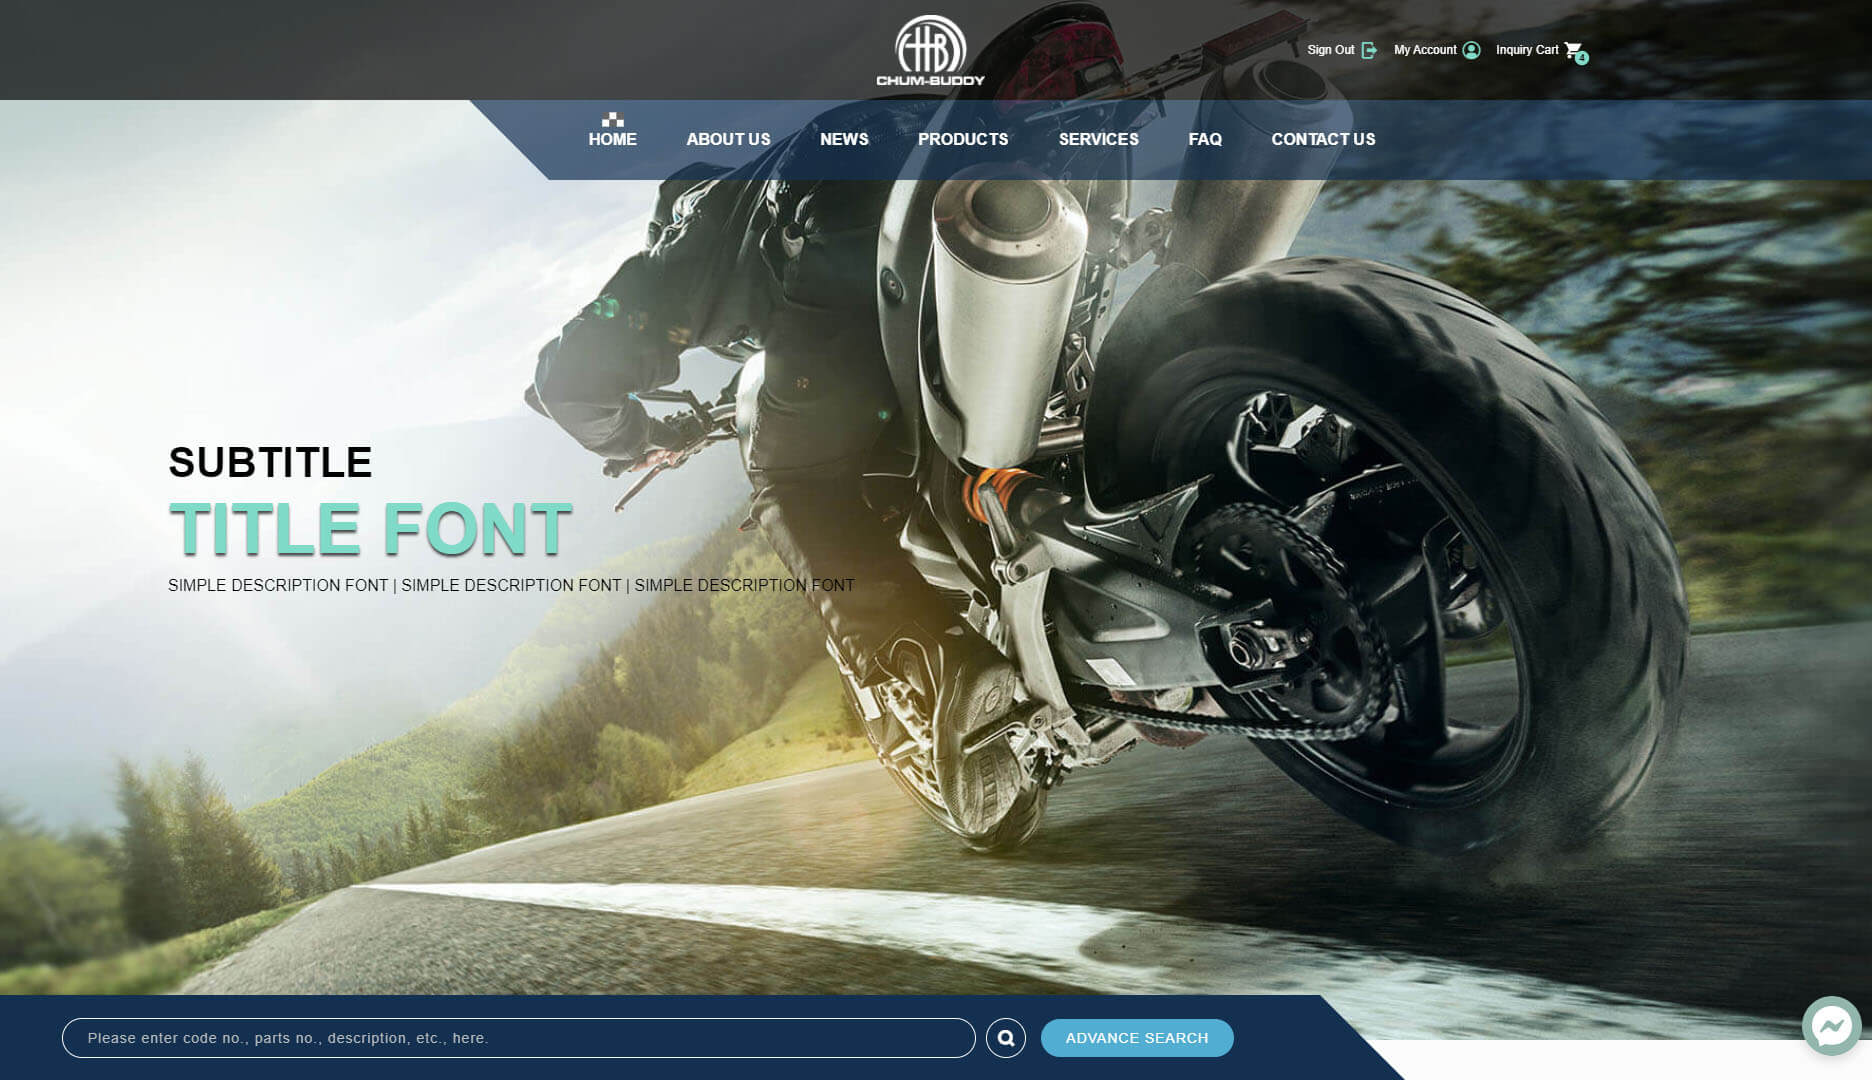 CHB
CHUM-BUDDY
Sign Out
My Account
Inquiry Cart
4
HOME
ABOUT US
NEWS
PRODUCTS
SERVICES
FAQ
CONTACT US
SUBTITLE
TITLE FONT
SIMPLE DESCRIPTION FONT | SIMPLE DESCRIPTION FONT | SIMPLE DESCRIPTION FONT
Please enter code no., parts no., description, etc., here.
ADVANCE SEARCH